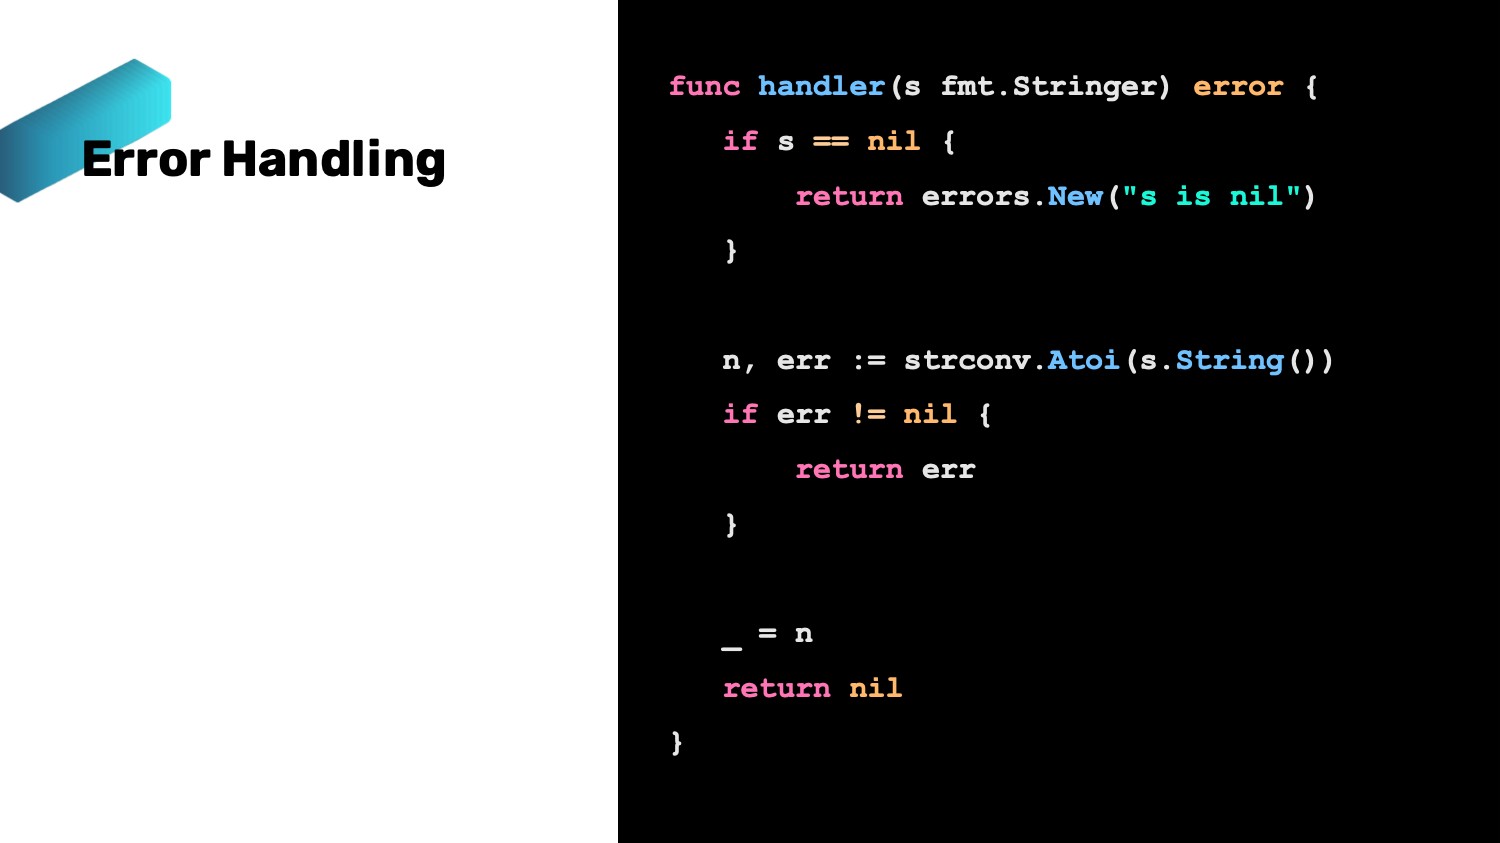 Error Handling
func handler(s fmt.Stringer) error {
   if s == nil {
       return errors.New("s is nil")
   }

   n, err := strconv.Atoi(s.String())
   if err != nil {
       return err
   }

   _ = n
   return nil
}